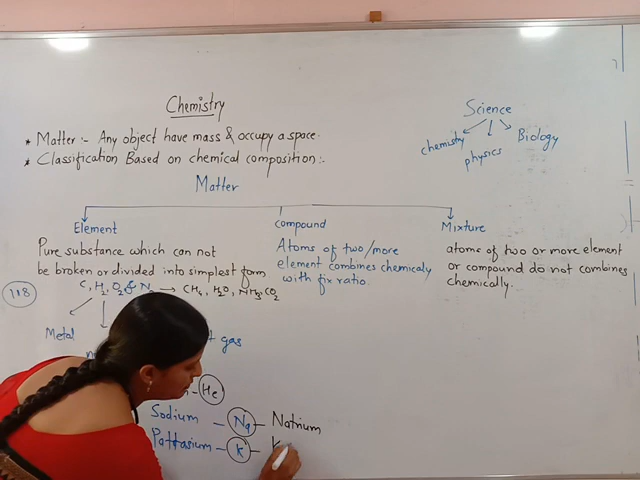 Chemistry
Science
chemistry
physics
Biology
* Matter :- Any object have mass & occupy a space.
* Classification Based on chemical composition:-
Matter
Element
Pure substance which can not
be broken or divided into simplest form
C, H2, O2 & N2 → CH4, H2O, NH3, CO2
118
Metal
gas
compound
Atoms of two/more
element combines chemicaly
with fix ratio.
Mixture
atoms of two or more element
or compound do not combines
chemically.
He
Sodium - Na - Natrium
Pottasium - K - K